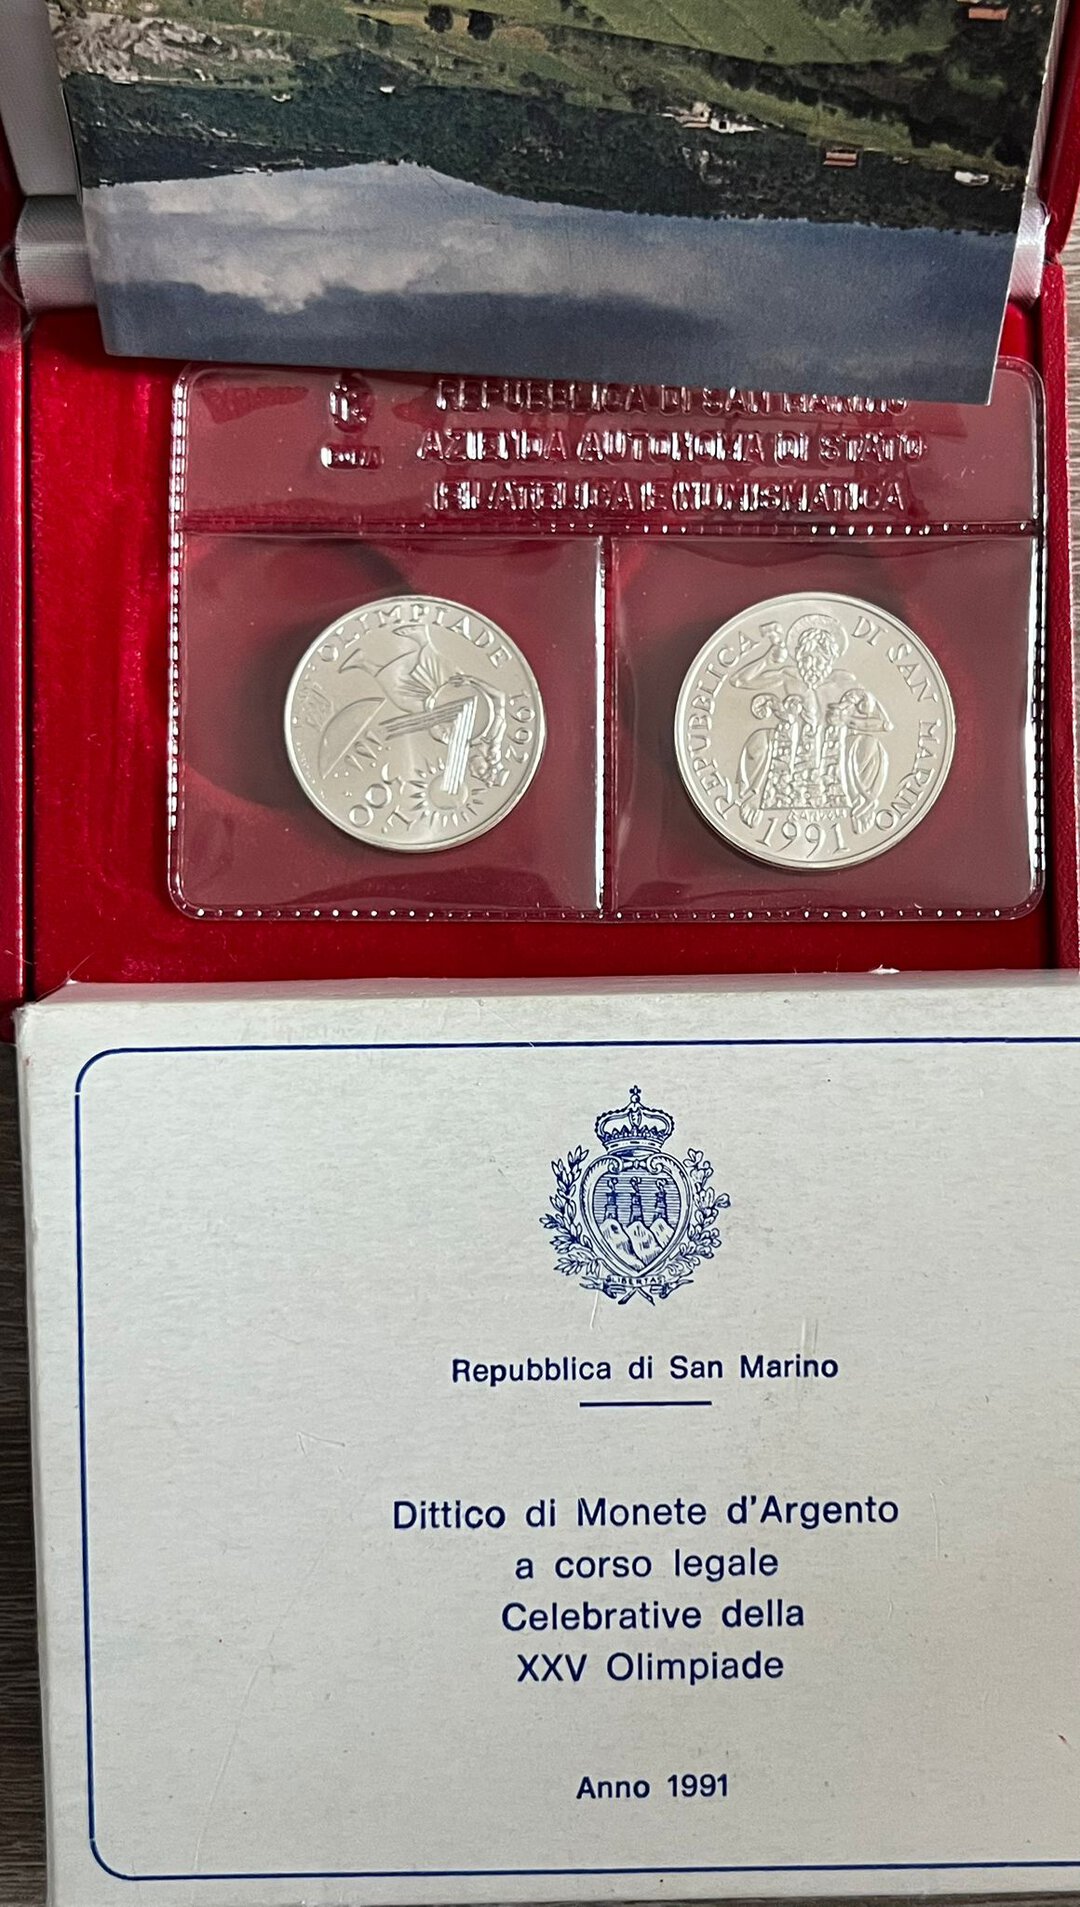 REPUBBLICA DI SAN MARINO
AZIENDA AUTONOMA DI STATO
FILATELICA E NUMISMATICA
OLIMPIADE 1992
REPUBBLICA DI SAN MARINO
1991
LIBERTAS
Repubblica di San Marino
Dittico di Monete d'Argento
a corso legale
Celebrative della
XXV Olimpiade
Anno 1991